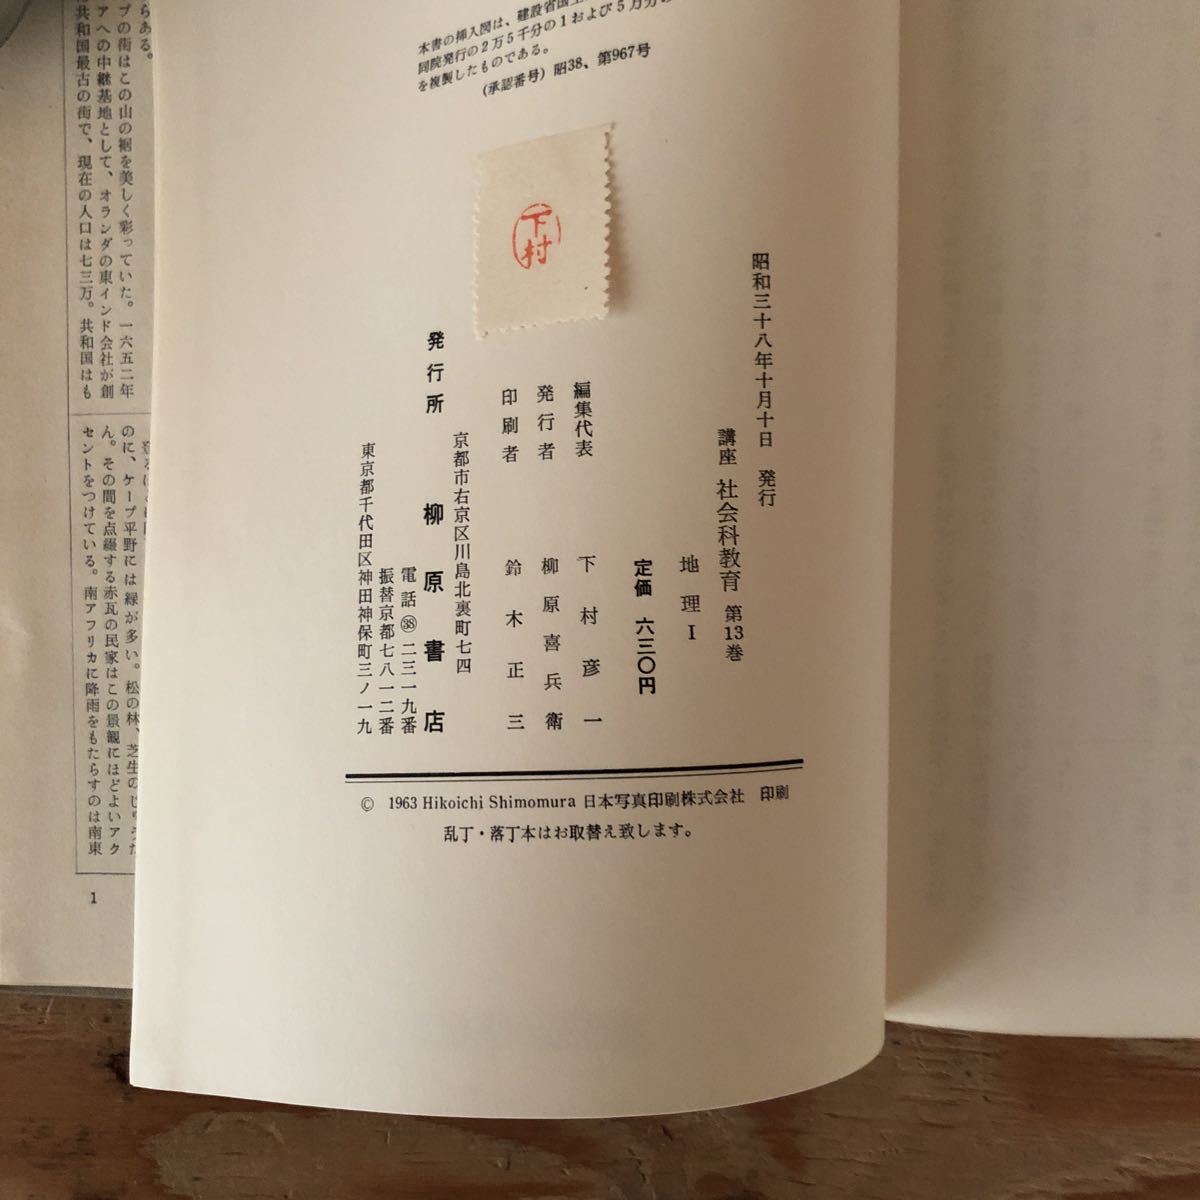 本書の挿入図は、建設省国土
同院発行の2万5千分の1および5万分の
を複製したものである。
(承認番号) 昭38、第967号
下村
昭和三十八年十月十日 発行
講座 社会科教育 第13巻
地理 I
定価 六三〇円
編集代表 下村彦一
発行者 柳原喜兵衛
印刷者 鈴木正三
京都市右京区川島北裏町七四
発行所 柳原書店
電話㊳二三一九番
振替京都七八一二番
東京都千代田区神田神保町三ノ一九
© 1963 Hikoichi Shimomura 日本写真印刷株式会社 印刷
乱丁・落丁本はお取替え致します。
らある。
プの街はこの山の裾を美しく彩っていた。一六五二年
アへの中継基地として、オランダの東インド会社が創
共和国最古の街で、現在の人口は七三万。共和国はも
のに、ケープ平野には緑が多い。松の林、芝生の
ん。その間を点綴する赤瓦の民家はこの景観にほどよいアク
セントをつけている。南アフリカに降雨をもたらすのは南東
1